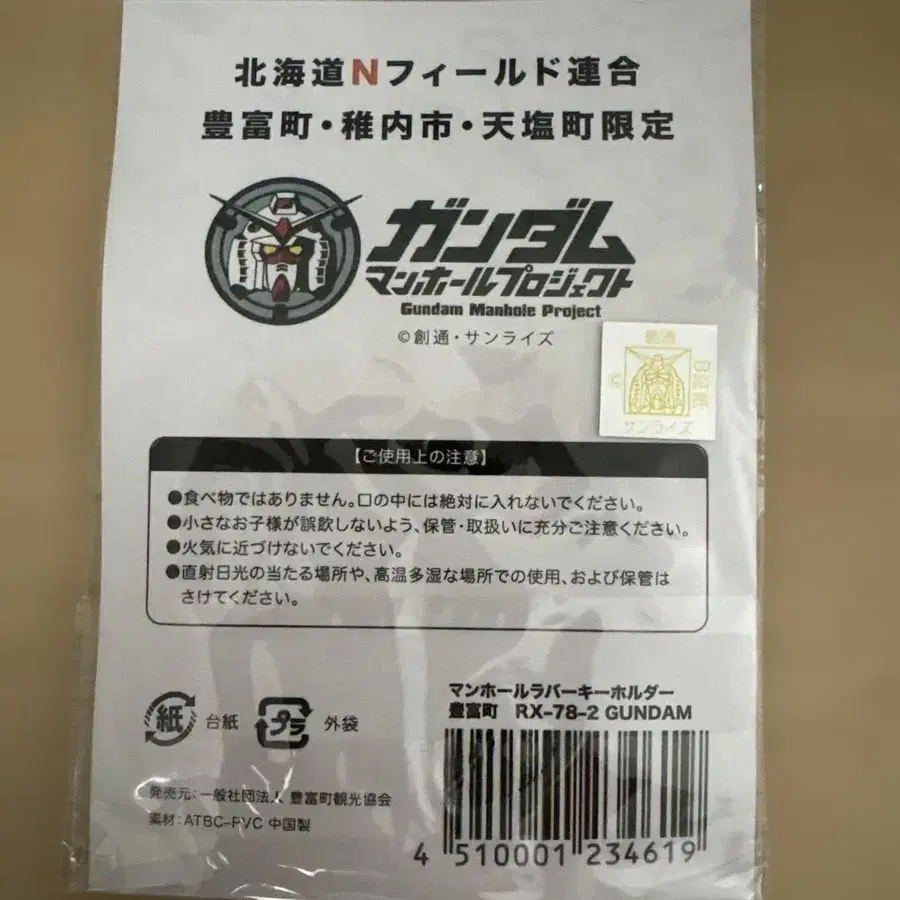 北海道Nフィールド連合
豊富町・稚内市・天塩町限定
ガンダム
マンホールプロジェクト
Gundam Manhole Project
©創通・サンライズ
創通
サンライズ
【ご使用上の注意】
●食べ物ではありません。口の中には絶対に入れないでください。
●小さなお子様が誤飲しないよう、保管・取扱いに充分ご注意ください。
●火気に近づけないでください。
●直射日光の当たる場所や、高温多湿な場所での使用、および保管は
さけてください。
紙 台紙 プラ 外袋
マンホールラバーキーホルダー
豊富町 RX-78-2 GUNDAM
発売元:一般社団法人 豊富町観光協会
素材:ATBC-PVC 中国製
4 510001 234619